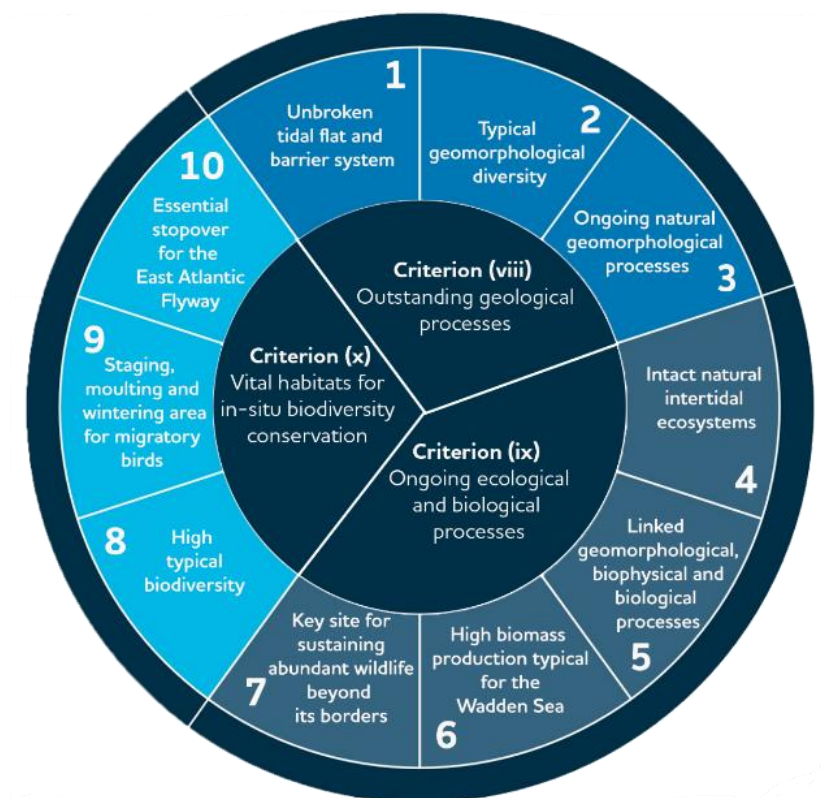 1
Unbroken
tidal flat and
barrier system
2
Typical
geomorphological
diversity
Ongoing natural
geomorphological
processes
3
Intact natural
intertidal
ecosystems
4
Linked
geomorphological,
biophysical and
biological
processes
5
High biomass
production typical
for the
Wadden Sea
6
Key site for
sustaining
abundant wildlife
beyond
its borders
7
8
High
typical
biodiversity
9
Staging,
moulting and
wintering area
for migratory
birds
10
Essential
stopover
for the
East Atlantic
Flyway
Criterion (viii)
Outstanding geological
processes
Criterion (ix)
Ongoing ecological
and biological
processes
Criterion (x)
Vital habitats for
in-situ biodiversity
conservation